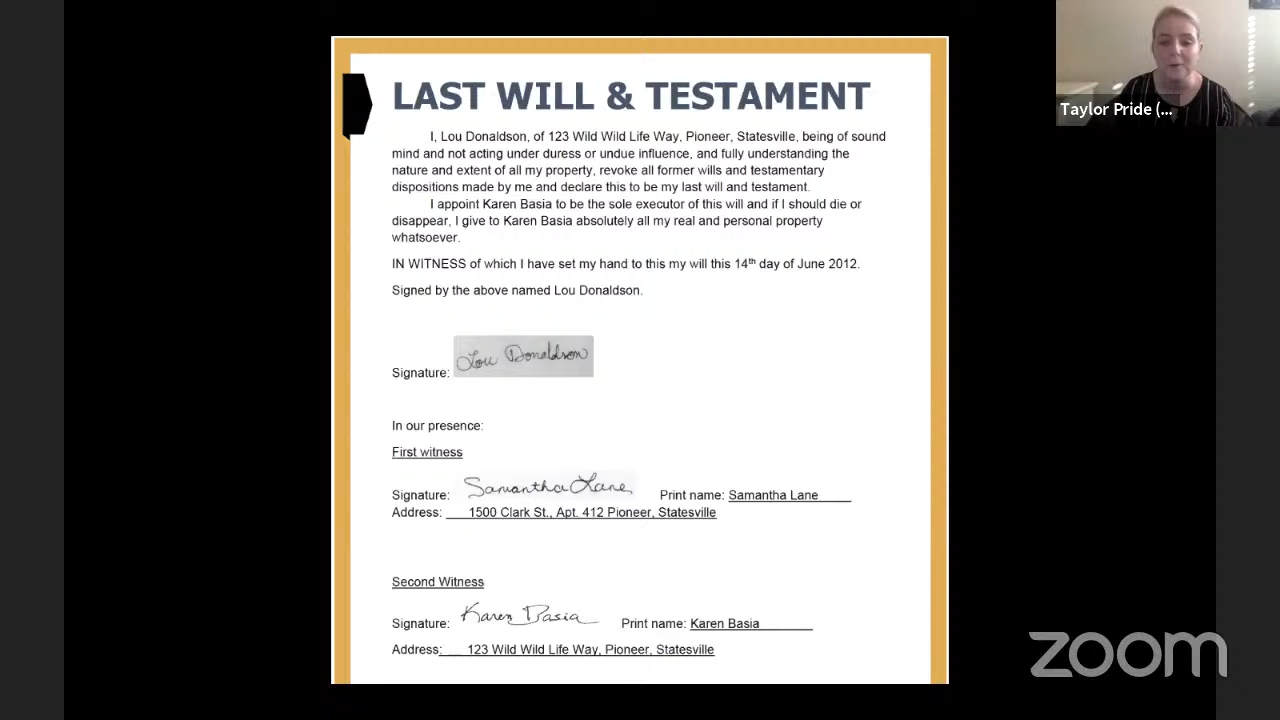 Taylor Pride (...
LAST WILL & TESTAMENT
I, Lou Donaldson, of 123 Wild Wild Life Way, Pioneer, Statesville, being of sound
mind and not acting under duress or undue influence, and fully understanding the
nature and extent of all my property, revoke all former wills and testamentary
dispositions made by me and declare this to be my last will and testament.
I appoint Karen Basia to be the sole executor of this will and if I should die or
disappear, I give to Karen Basia absolutely all my real and personal property
whatsoever.
IN WITNESS of which I have set my hand to this my will this 14th day of June 2012.
Signed by the above named Lou Donaldson.
Signature: Lou Donaldson
In our presence:
First witness
Signature: Samantha Lane Print name: Samantha Lane
Address: 1500 Clark St., Apt. 412 Pioneer, Statesville
Second Witness
Signature: Karen Basia Print name: Karen Basia
Address: 123 Wild Wild Life Way, Pioneer, Statesville
zoom